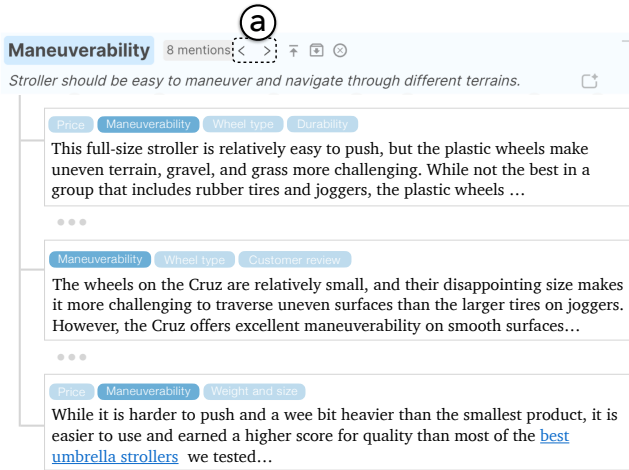 a
Maneuverability 8 mentions < >
Stroller should be easy to maneuver and navigate through different terrains.
Price Maneuverability Wheel type Durability
This full-size stroller is relatively easy to push, but the plastic wheels make
uneven terrain, gravel, and grass more challenging. While not the best in a
group that includes rubber tires and joggers, the plastic wheels …
Maneuverability Wheel type Customer review
The wheels on the Cruz are relatively small, and their disappointing size makes
it more challenging to traverse uneven surfaces than the larger tires on joggers.
However, the Cruz offers excellent maneuverability on smooth surfaces…
Price Maneuverability Weight and size
While it is harder to push and a wee bit heavier than the smallest product, it is
easier to use and earned a higher score for quality than most of the best
umbrella strollers we tested…